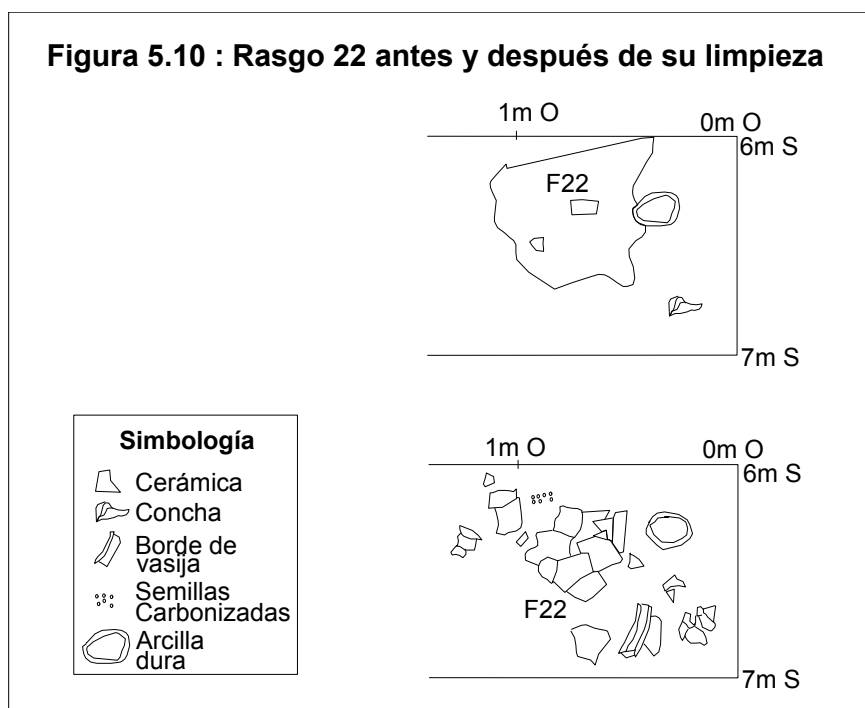 Figura 5.10 : Rasgo 22 antes y después de su limpieza
1m O
0m O
6m S
F22
7m S
Simbología
Cerámica
Concha
Borde de
vasija
Semillas
Carbonizadas
Arcilla
dura
1m O
0m O
6m S
F22
7m S